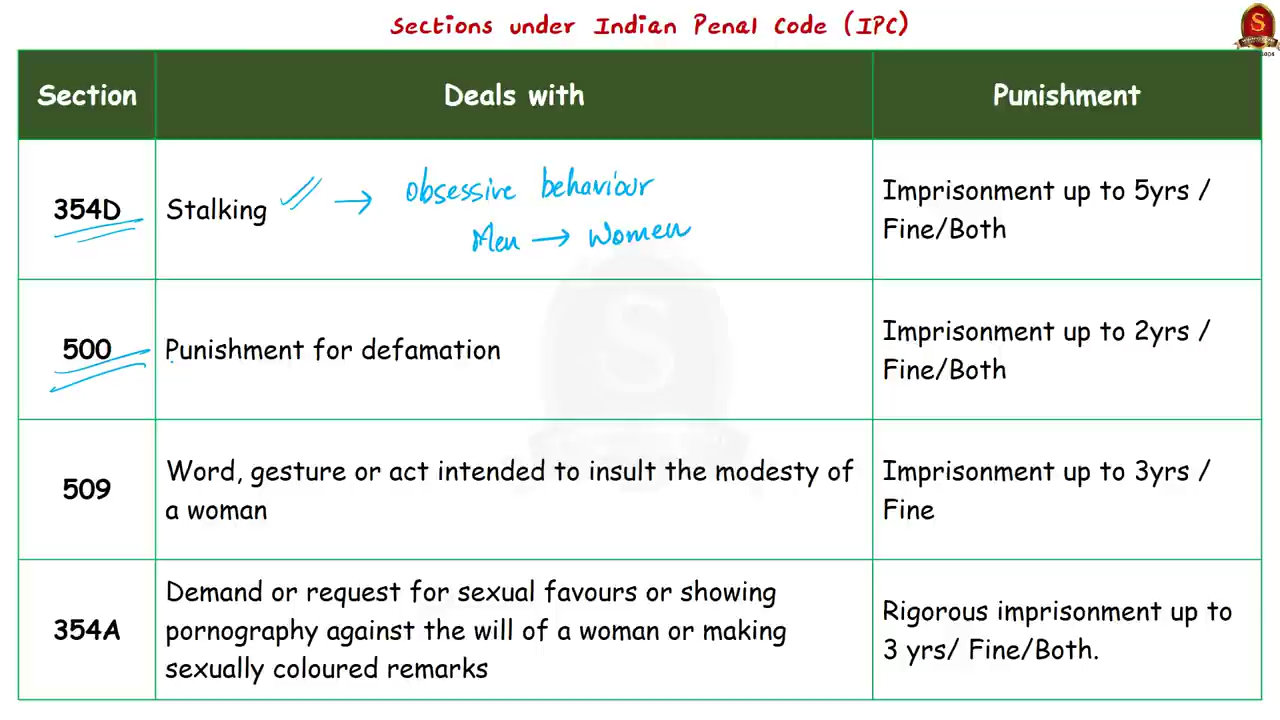 Sections under Indian Penal Code (IPC)
Section Deals with Punishment
354D Stalking → obsessive behaviour
Men → Women
Imprisonment up to 5yrs /
Fine/Both
500 Punishment for defamation
Imprisonment up to 2yrs /
Fine/Both
509
Word, gesture or act intended to insult the modesty of
a woman
Imprisonment up to 3yrs /
Fine
354A
Demand or request for sexual favours or showing
pornography against the will of a woman or making
sexually coloured remarks
Rigorous imprisonment up to
3 yrs/ Fine/Both.
S
S